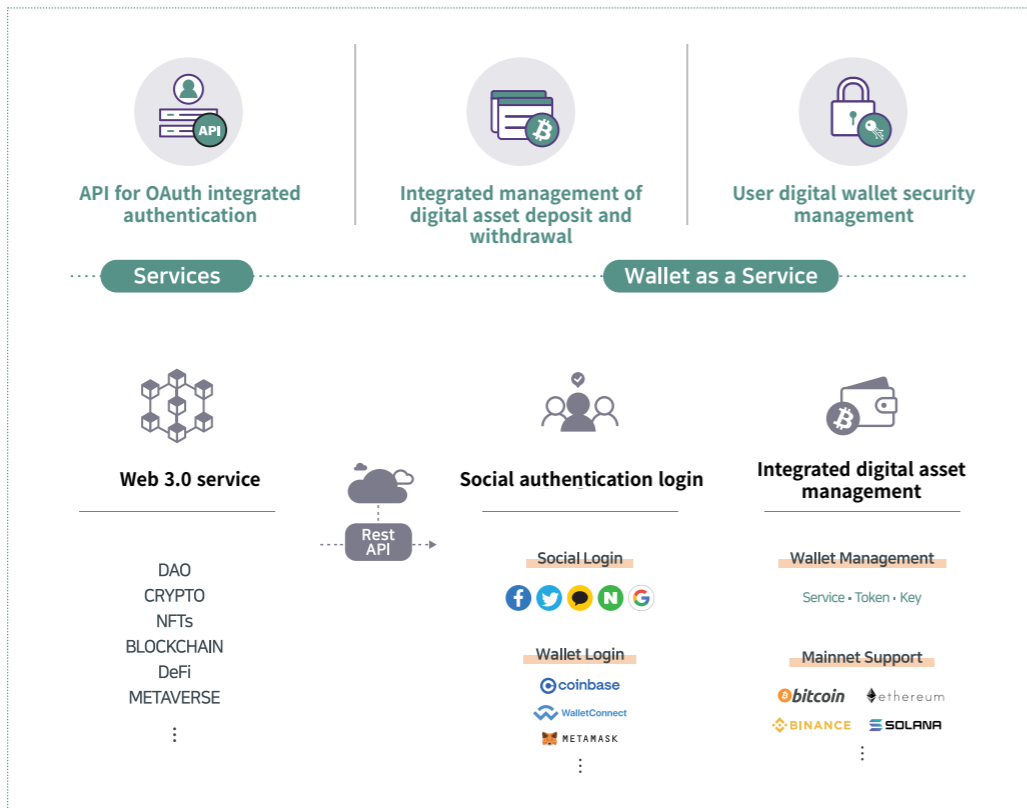 API
API for OAuth integrated
authentication
Integrated management of
digital asset deposit and
withdrawal
User digital wallet security
management
Services
Wallet as a Service
Web 3.0 service
DAO
CRYPTO
NFTs
BLOCKCHAIN
DeFi
METAVERSE
Rest
API
Social authentication login
Social Login
f
N
G
Wallet Login
coinbase
WalletConnect
METAMASK
Integrated digital asset
management
Wallet Management
Service • Token • Key
Mainnet Support
bitcoin
ethereum
BINANCE
SOLANA